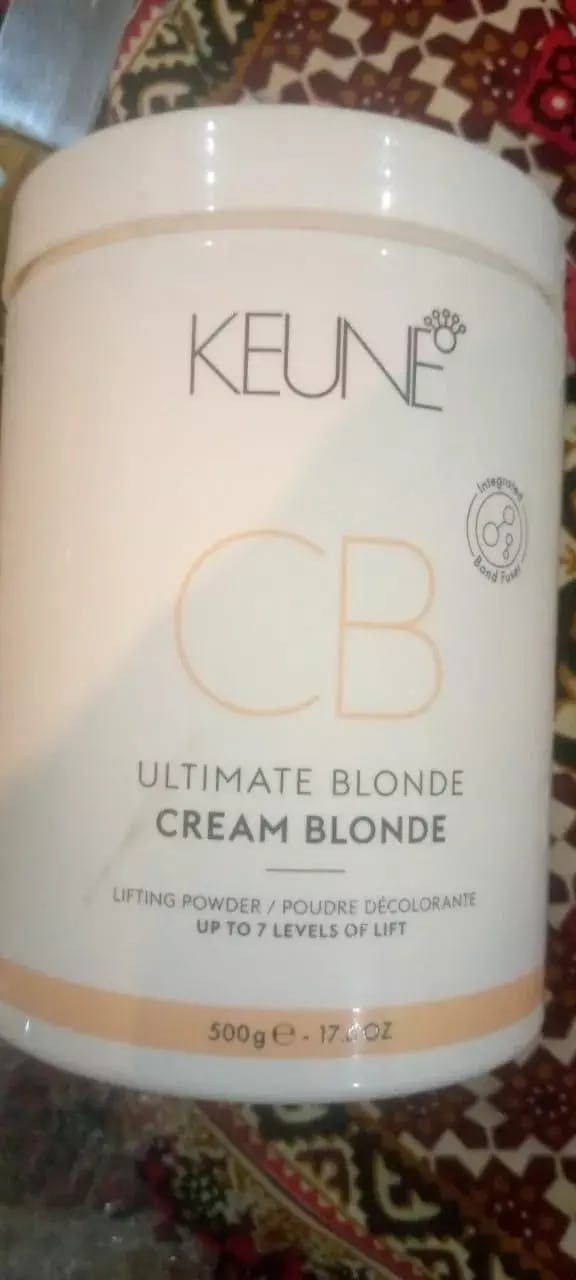 KEUNE
Integrated
Bond Fuser
CB
ULTIMATE BLONDE
CREAM BLONDE
LIFTING POWDER / POUDRE DÉCOLORANTE
UP TO 7 LEVELS OF LIFT
500g ℮ - 17.6 OZ